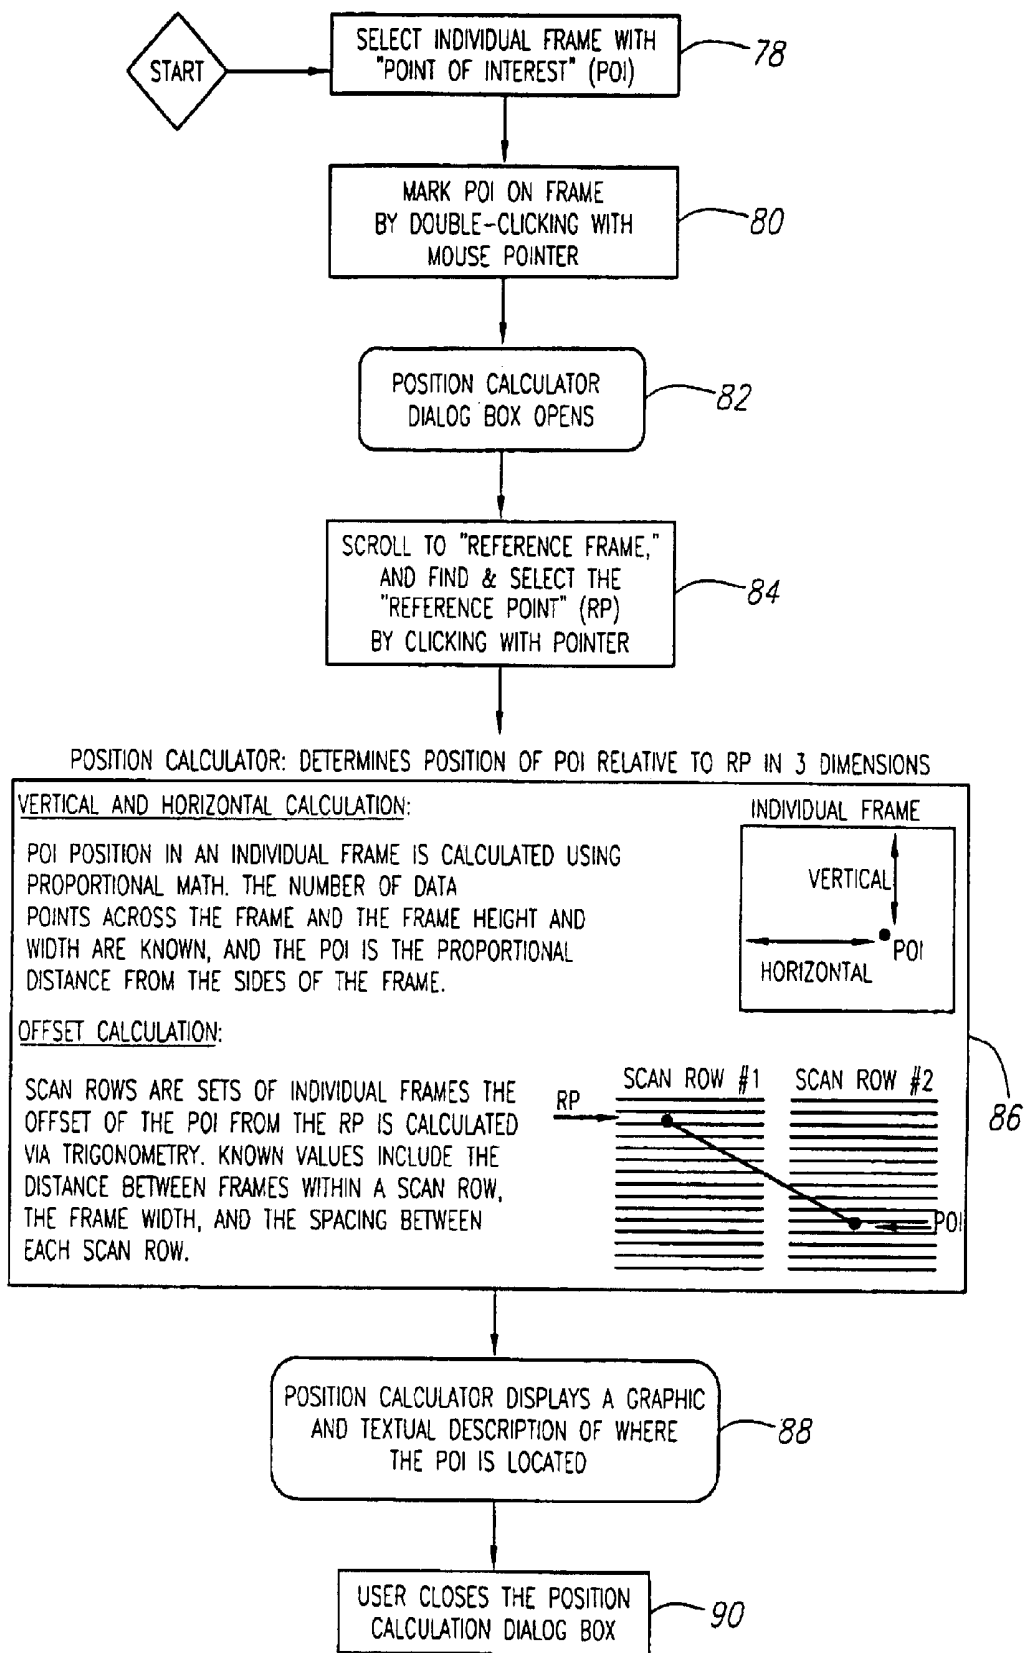 START
SELECT INDIVIDUAL FRAME WITH
"POINT OF INTEREST" (POI)
78
MARK POI ON FRAME
BY DOUBLE-CLICKING WITH
MOUSE POINTER
80
POSITION CALCULATOR
DIALOG BOX OPENS
82
SCROLL TO "REFERENCE FRAME,"
AND FIND & SELECT THE
"REFERENCE POINT" (RP)
BY CLICKING WITH POINTER
84
POSITION CALCULATOR: DETERMINES POSITION OF POI RELATIVE TO RP IN 3 DIMENSIONS
VERTICAL AND HORIZONTAL CALCULATION:
POI POSITION IN AN INDIVIDUAL FRAME IS CALCULATED USING
PROPORTIONAL MATH. THE NUMBER OF DATA
POINTS ACROSS THE FRAME AND THE FRAME HEIGHT AND
WIDTH ARE KNOWN, AND THE POI IS THE PROPORTIONAL
DISTANCE FROM THE SIDES OF THE FRAME.
INDIVIDUAL FRAME
VERTICAL
POI
HORIZONTAL
OFFSET CALCULATION:
SCAN ROWS ARE SETS OF INDIVIDUAL FRAMES THE
OFFSET OF THE POI FROM THE RP IS CALCULATED
VIA TRIGONOMETRY. KNOWN VALUES INCLUDE THE
DISTANCE BETWEEN FRAMES WITHIN A SCAN ROW,
THE FRAME WIDTH, AND THE SPACING BETWEEN
EACH SCAN ROW.
SCAN ROW #1
SCAN ROW #2
RP
POI
86
POSITION CALCULATOR DISPLAYS A GRAPHIC
AND TEXTUAL DESCRIPTION OF WHERE
THE POI IS LOCATED
88
USER CLOSES THE POSITION
CALCULATION DIALOG BOX
90